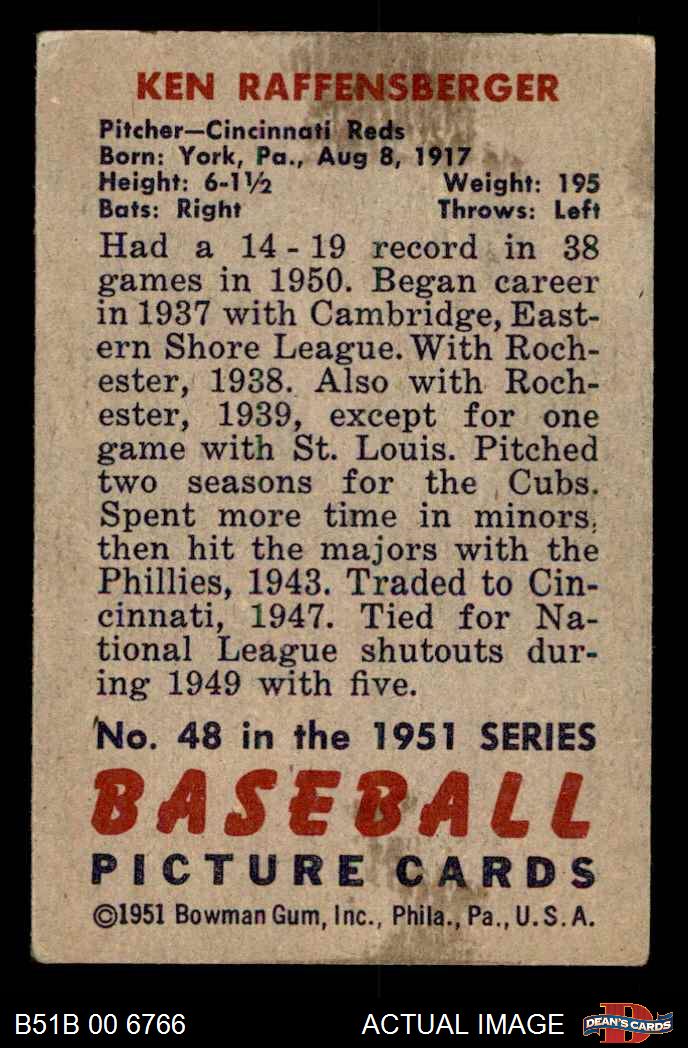 KEN RAFFENSBERGER
Pitcher—Cincinnati Reds
Born: York, Pa., Aug 8, 1917
Height: 6-1½ Weight: 195
Bats: Right Throws: Left
Had a 14-19 record in 38
games in 1950. Began career
in 1937 with Cambridge, East-
ern Shore League. With Roch-
ester, 1938. Also with Roch-
ester, 1939, except for one
game with St. Louis. Pitched
two seasons for the Cubs.
Spent more time in minors,
then hit the majors with the
Phillies, 1943. Traded to Cin-
cinnati, 1947. Tied for Na-
tional League shutouts dur-
ing 1949 with five.
No. 48 in the 1951 SERIES
BASEBALL
PICTURE CARDS
©1951 Bowman Gum, Inc., Phila., Pa., U.S.A.
B51B 00 6766 ACTUAL IMAGE
D
DEAN'S CARDS